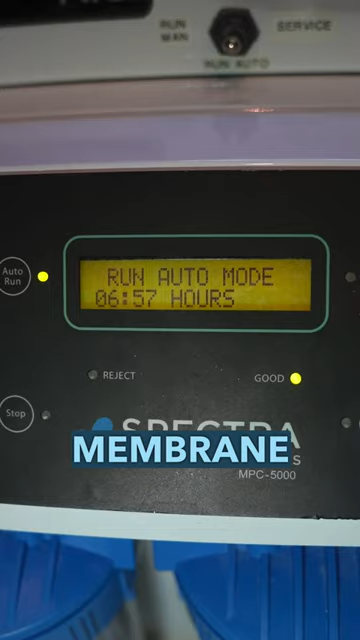 RUN
MAN
SERVICE
RUN AUTO
Auto
Run
RUN AUTO MODE
06:57 HOURS
REJECT
GOOD
Stop
SPECTRA
MEMBRANE
MPC-5000